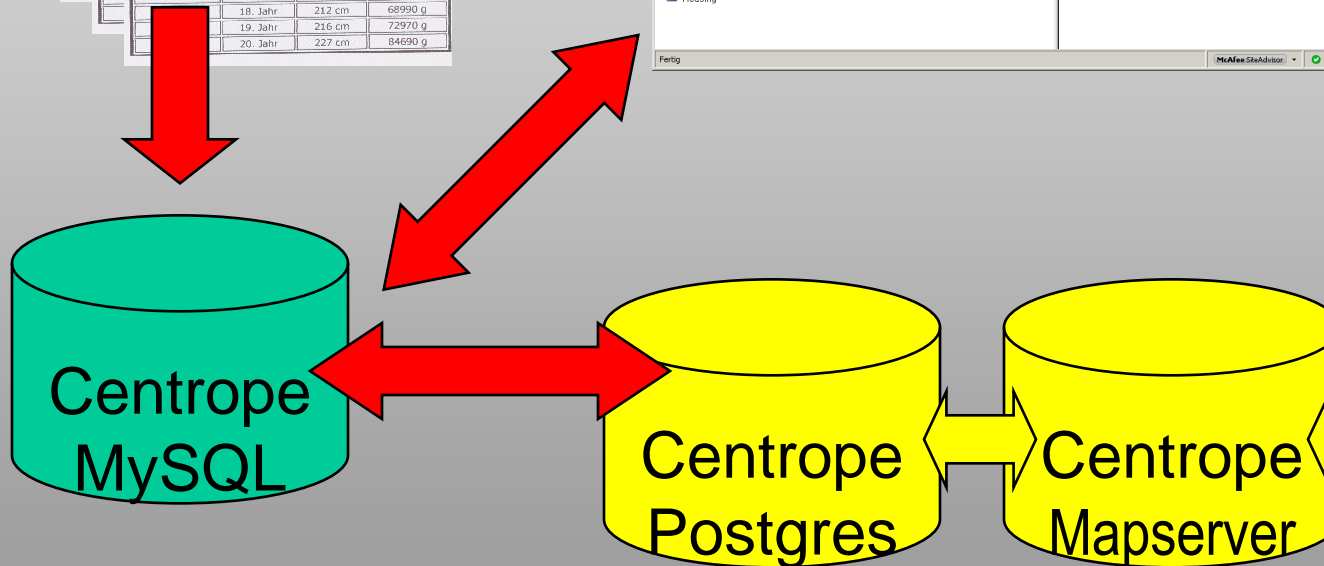 18. Jahr 212 cm 68990 g
19. Jahr 216 cm 72970 g
20. Jahr 227 cm 84690 g
Housing
Fertig
McAfee SiteAdvisor
Centrope
MySQL
Centrope
Postgres
Centrope
Mapserver